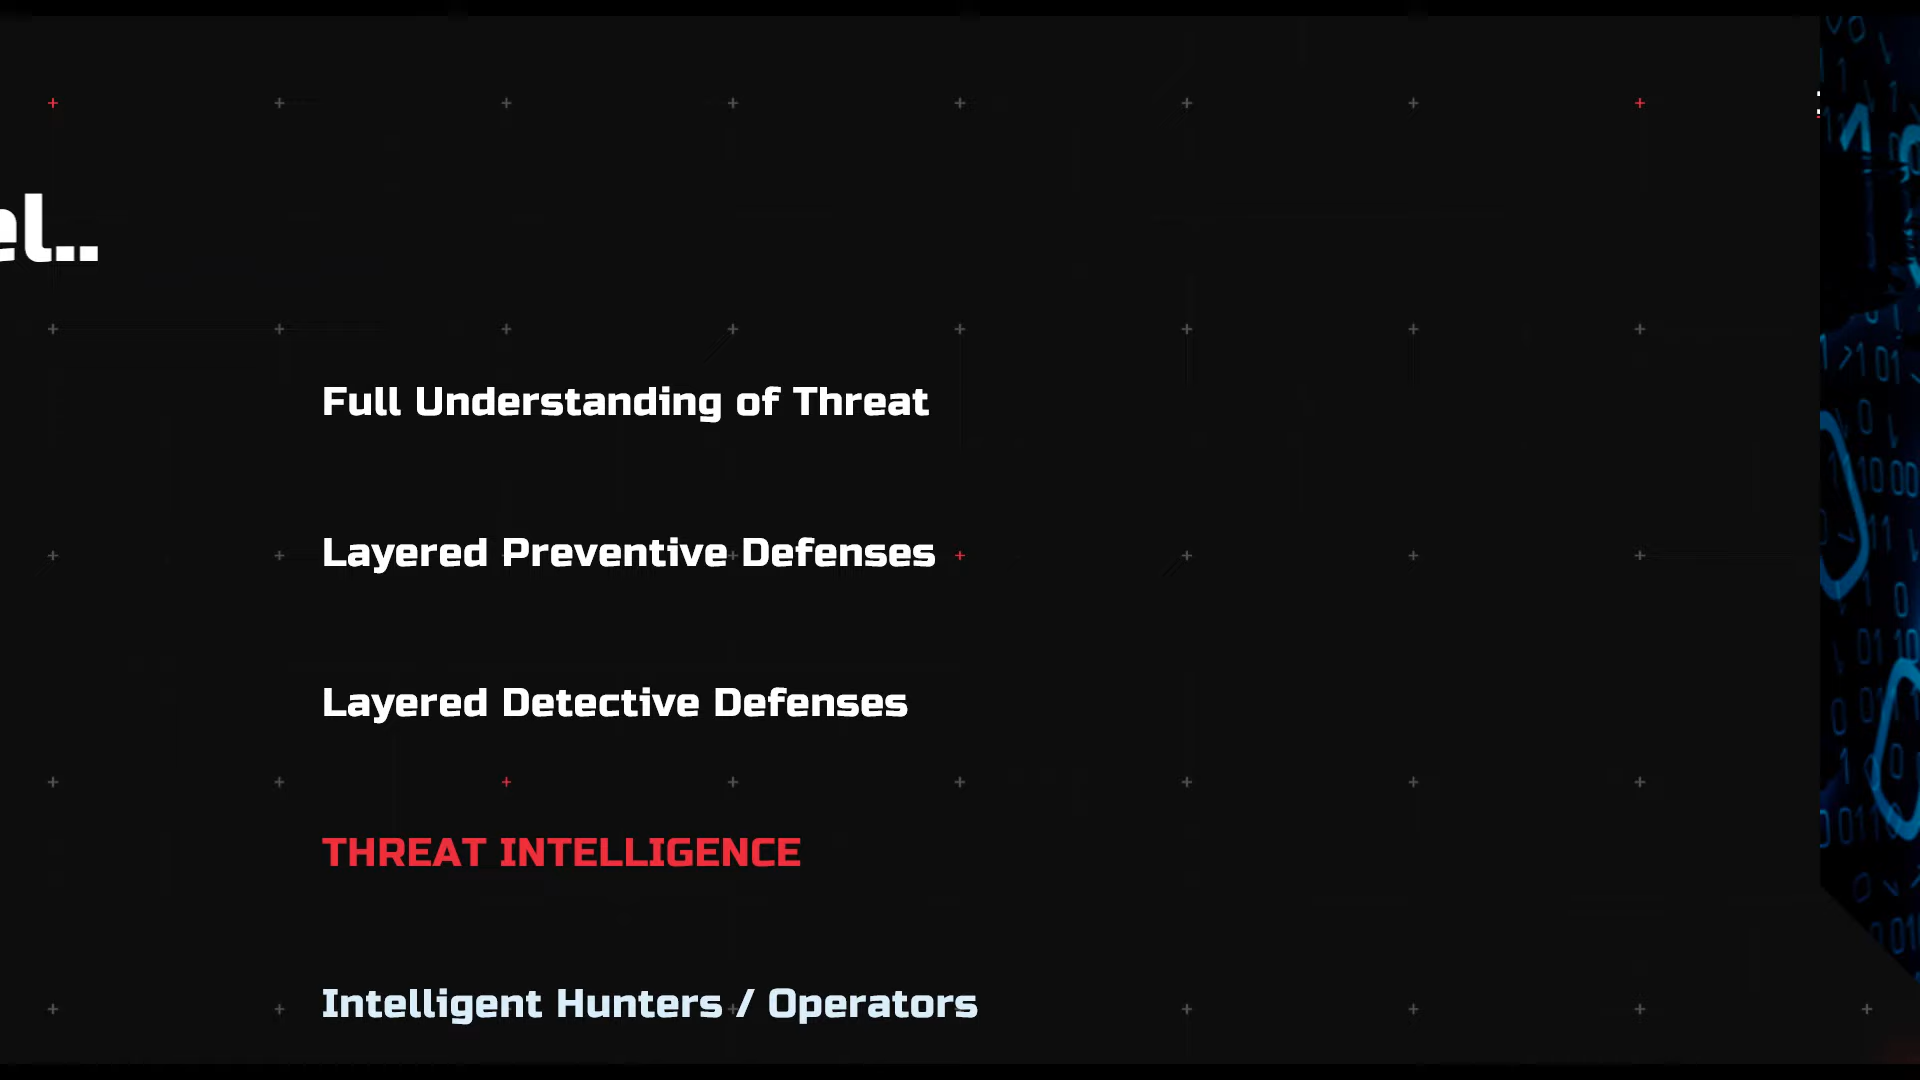 el..
Full Understanding of Threat
Layered Preventive Defenses
Layered Detective Defenses
THREAT INTELLIGENCE
Intelligent Hunters / Operators